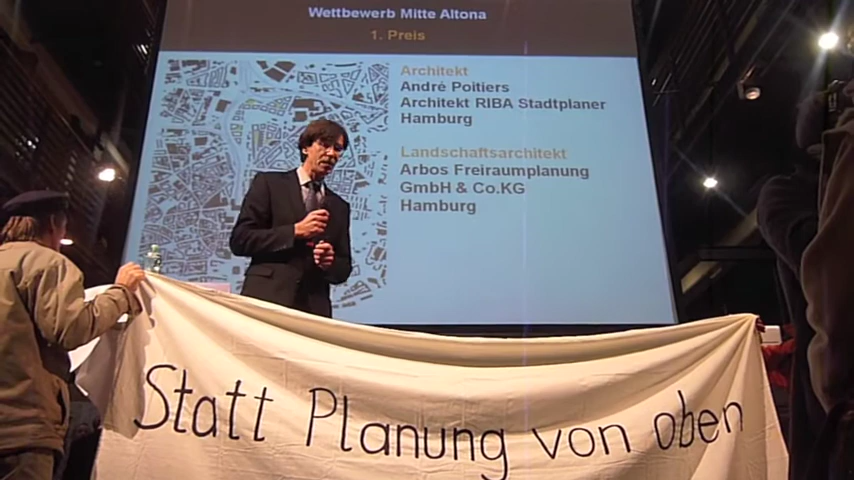 Wettbewerb Mitte Altona
1. Preis
Architekt
André Poitiers
Architekt RIBA Stadtplaner
Hamburg
Landschaftsarchitekt
Arbos Freiraumplanung
GmbH & Co.KG
Hamburg
Statt Planung von oben